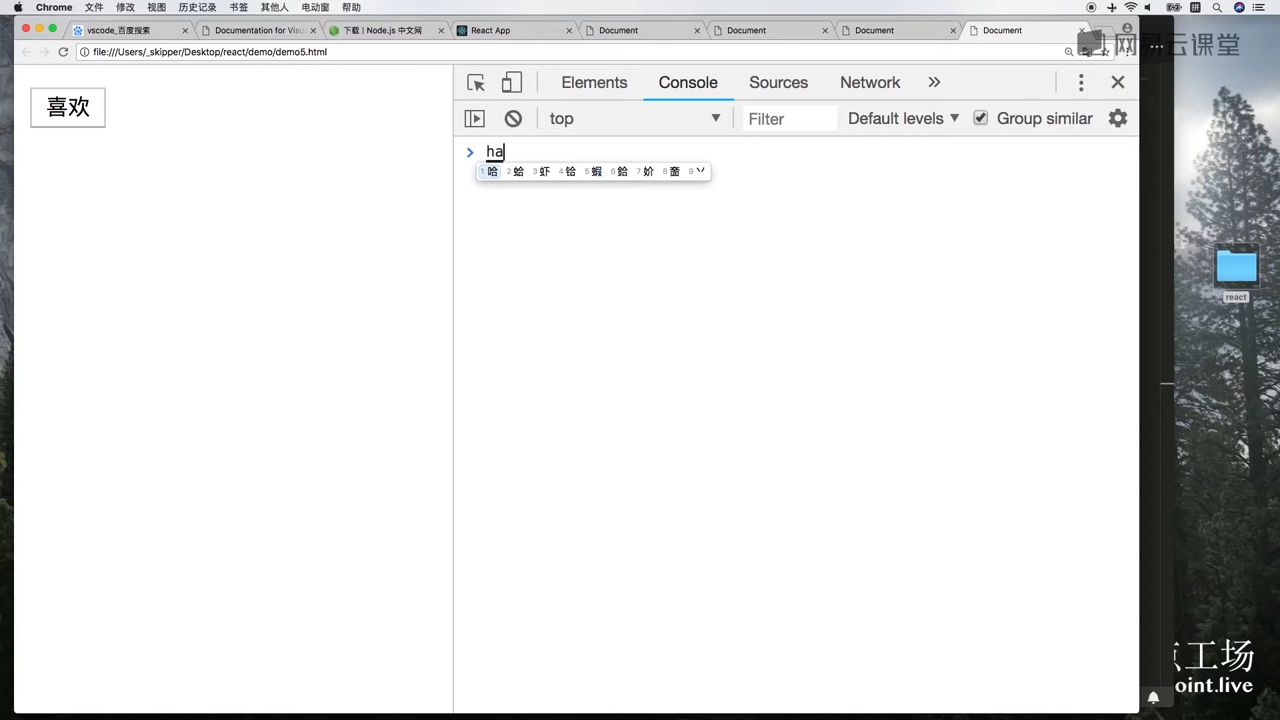 Chrome 文件 修改 视图 历史记录 书签 其他人 电动窗 帮助
vscode_百度搜索 Documentation for Visu 下载 | Node.js 中文网 React App Document Document Document Document
file:///Users/_skipper/Desktop/react/demo/demo5.html
网易云课堂
喜欢
Elements Console Sources Network
top Filter Default levels Group similar
ha
1 哈 2 蛤 3 虾 4 铪 5 蝦 6 鉿 7 妎 8 奤 9 丷
react
工场
oint.live